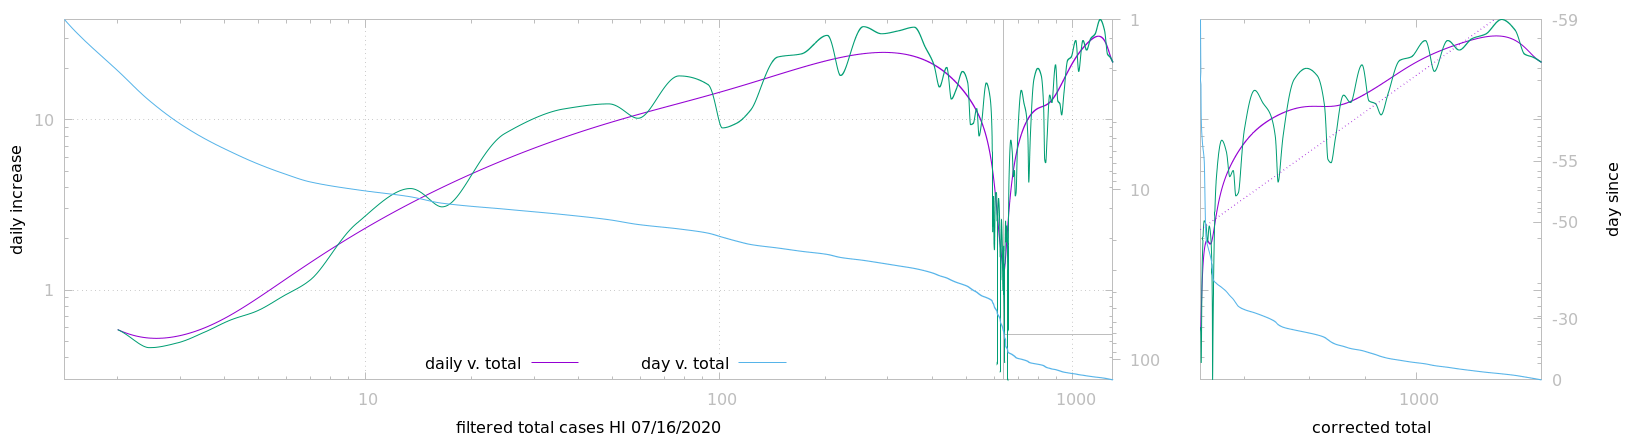 daily increase
10
1
daily v. total
day v. total
10
100
1000
1
10
100
filtered total cases HI 07/16/2020
1000
-59
-55
-50
-30
0
day since
corrected total